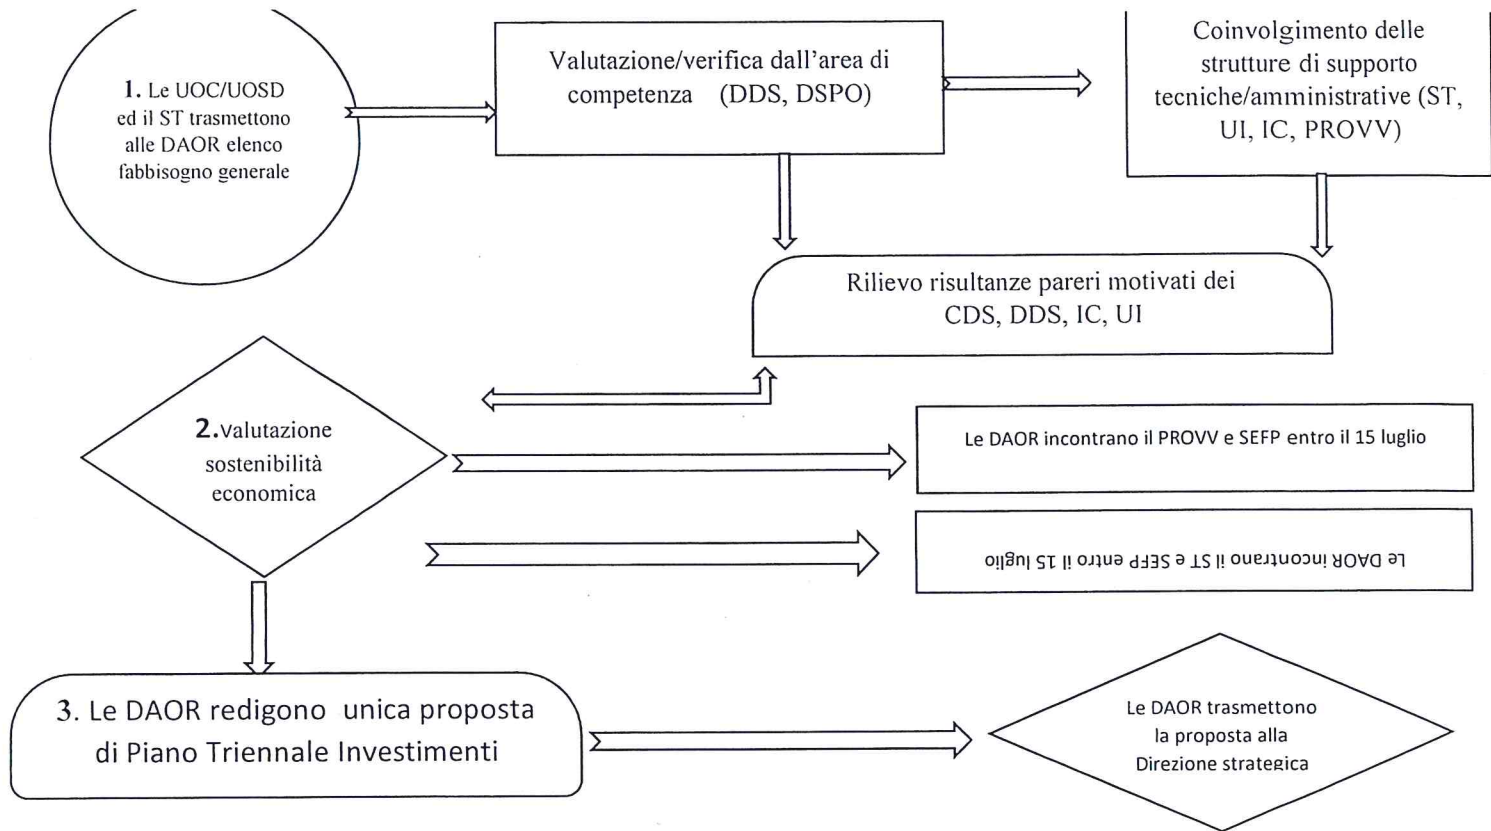 1. Le UOC/UOSD
ed il ST trasmettono
alle DAOR elenco
fabbisogno generale
Valutazione/verifica dall'area di
competenza (DDS, DSPO)
Coinvolgimento delle
strutture di supporto
tecniche/amministrative (ST,
UI, IC, PROVV)
Rilievo risultanze pareri motivati dei
CDS, DDS, IC, UI
2.Valutazione
sostenibilità
economica
Le DAOR incontrano il PROVV e SEFP entro il 15 luglio
Le DAOR incontrano il ST e SEFP entro il 15 luglio
3. Le DAOR redigono unica proposta
di Piano Triennale Investimenti
Le DAOR trasmettono
la proposta alla
Direzione strategica